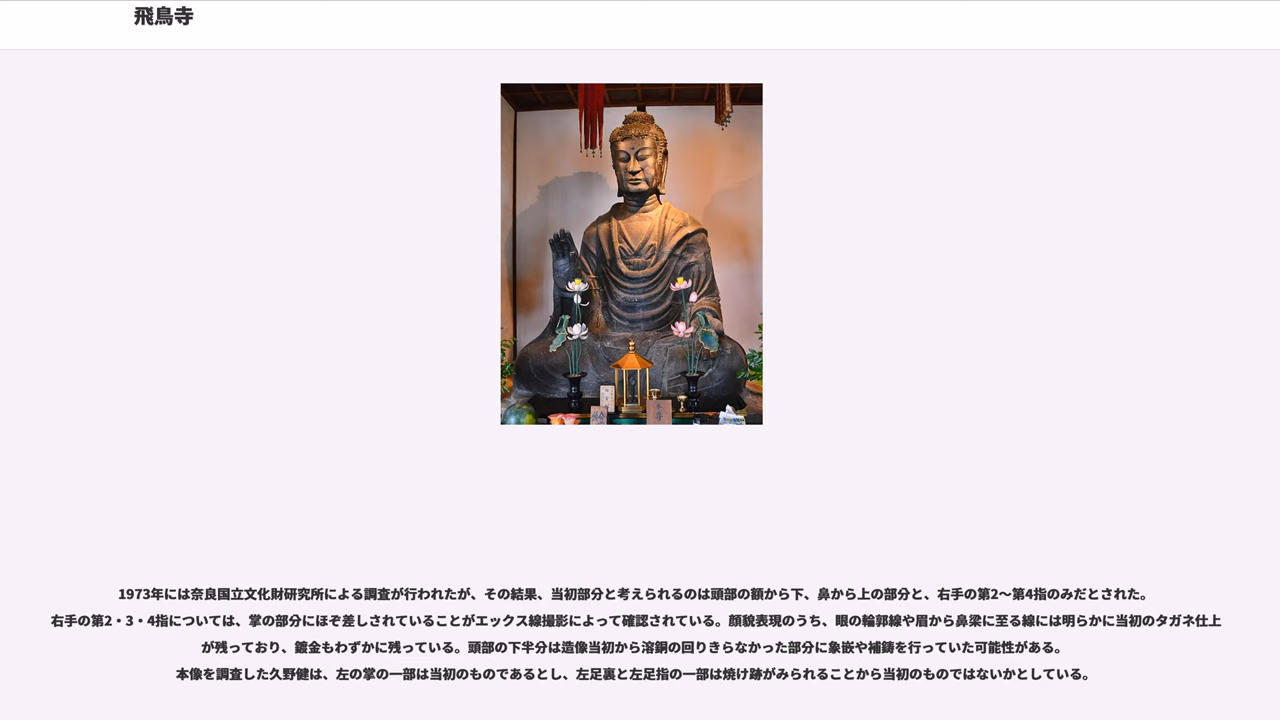 飛鳥寺
1973年には奈良国立文化財研究所による調査が行われたが、その結果、当初部分と考えられるのは頭部の額から下、鼻から上の部分と、右手の第2〜第4指のみだとされた。
右手の第2・3・4指については、掌の部分にほぞ差しされていることがエックス線撮影によって確認されている。顔貌表現のうち、眼の輪郭線や眉から鼻梁に至る線には明らかに当初のタガネ仕上
が残っており、鍍金もわずかに残っている。頭部の下半分は造像当初から溶銅の回りきらなかった部分に象嵌や補鋳を行っていた可能性がある。
本像を調査した久野健は、左の掌の一部は当初のものであるとし、左足裏と左足指の一部は焼け跡がみられることから当初のものではないかとしている。